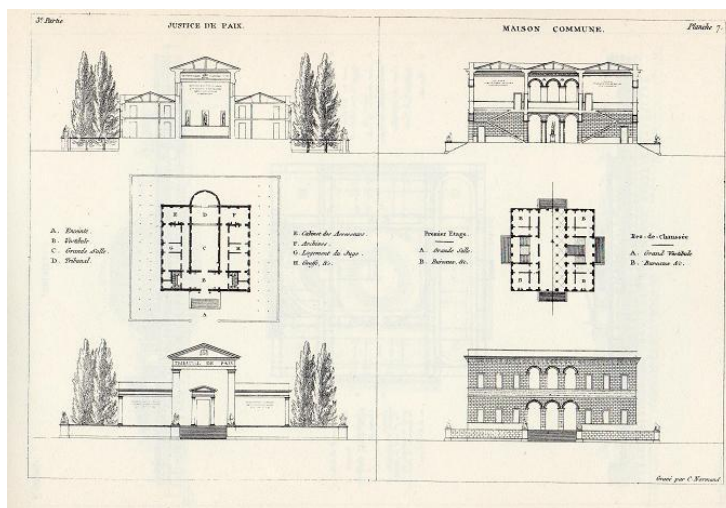 3e. Partie
JUSTICE DE PAIX.
MAISON COMMUNE.
Planche 7.
A. Enceinte
B. Vestibule
C. Grande Salle.
D. Tribunal.
E. Cabinet des Assesseurs.
F. Archives.
G. Logement du Juge.
H. Greffe, &c.
E
D
F
G
C
H
B
A
Premier Etage.
A. Grande Salle.
B. Bureaux, &c.
B
B
A
B
B
Rez-de-Chaussée
A. Grand Vestibule
B. Bureaux &c.
TRIBUNAL DE PAIX
Gravé par C. Normand